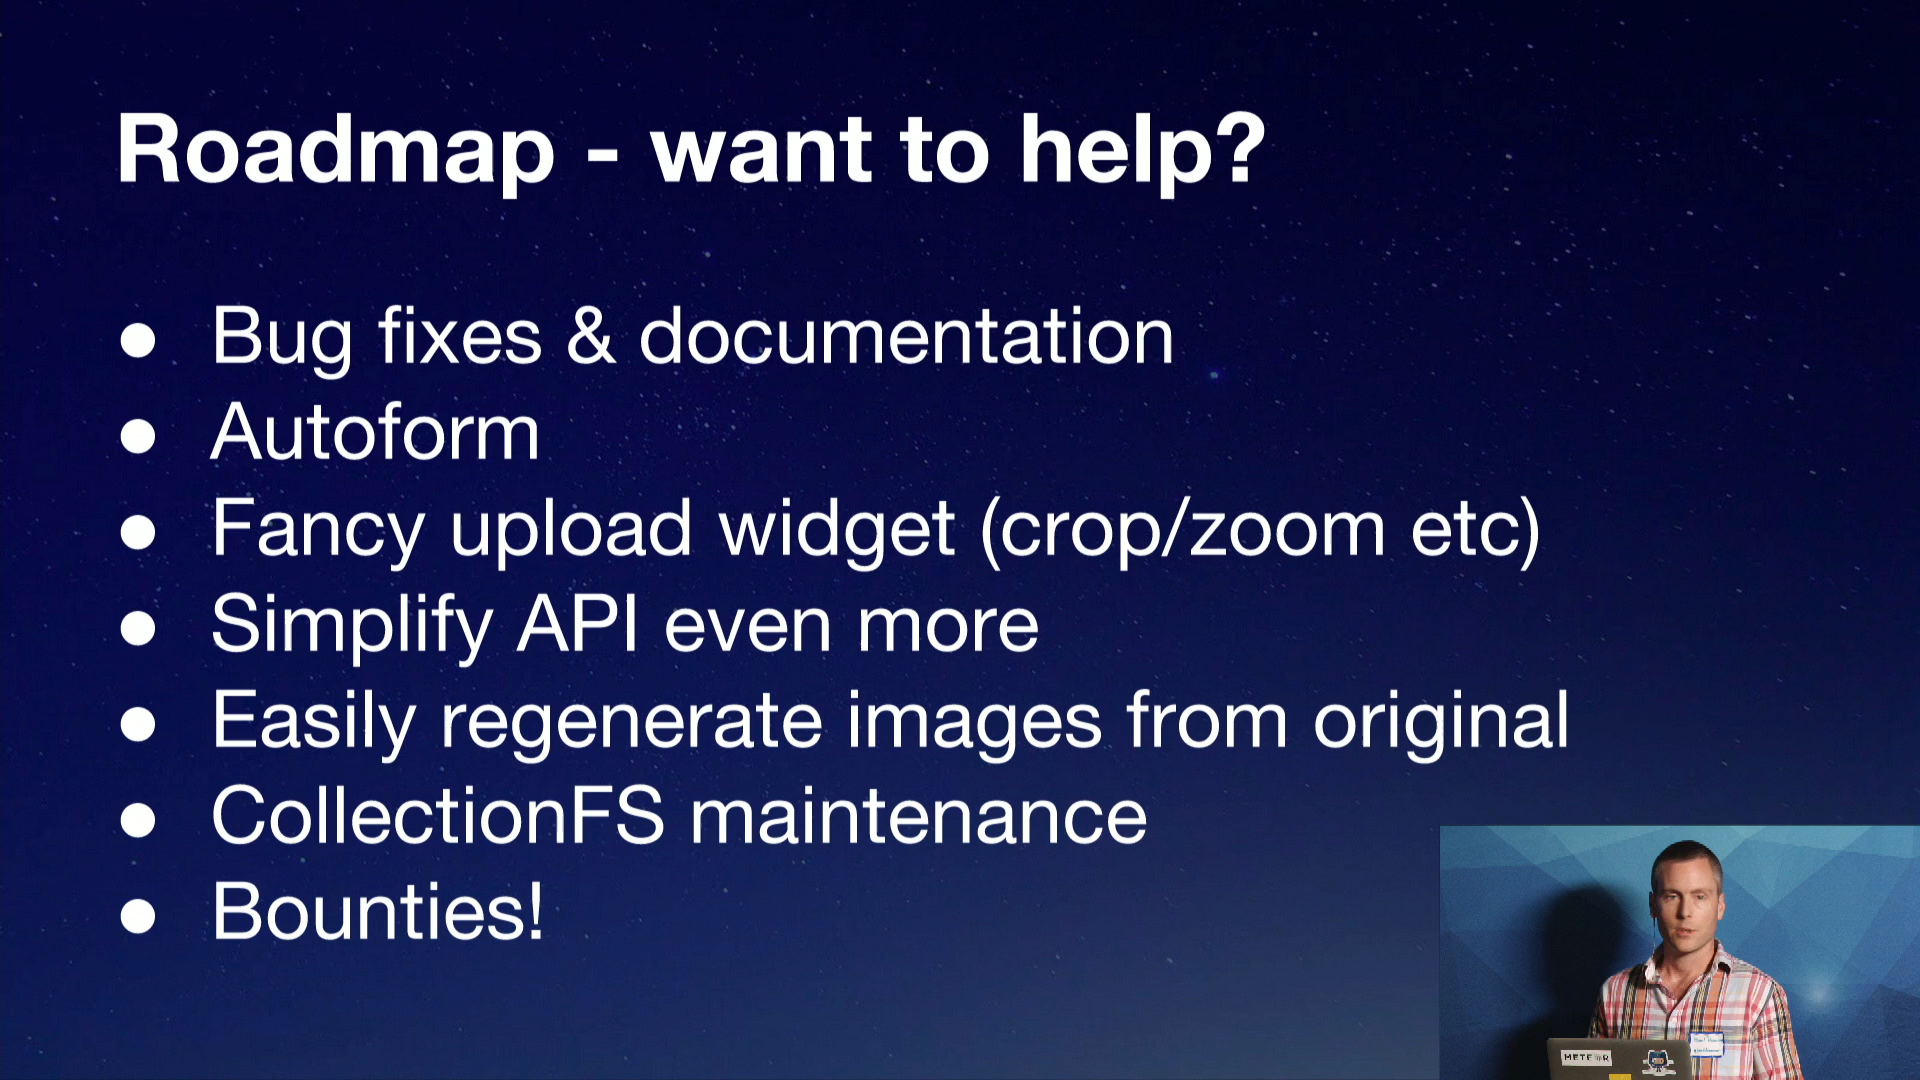 Roadmap - want to help?
● Bug fixes & documentation
● Autoform
● Fancy upload widget (crop/zoom etc)
● Simplify API even more
● Easily regenerate images from original
● CollectionFS maintenance
● Bounties!
METEOR